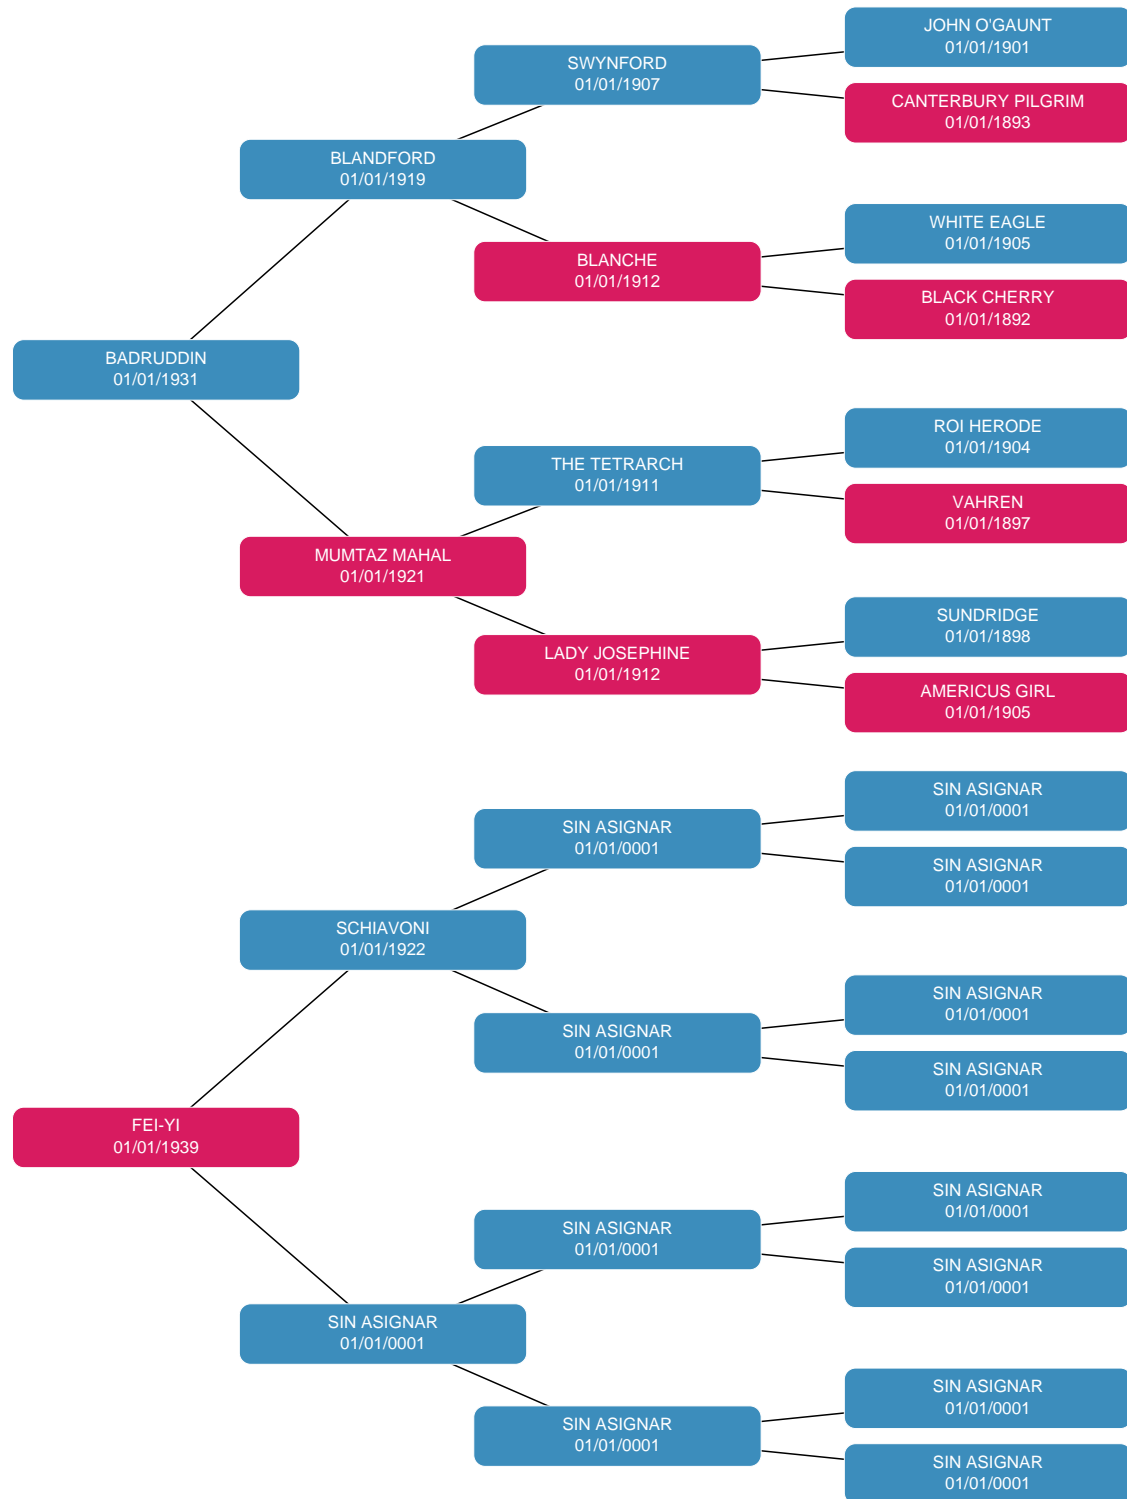 JOHN O'GAUNT
01/01/1901
SWYNFORD
01/01/1907
CANTERBURY PILGRIM
01/01/1893
BLANDFORD
01/01/1919
WHITE EAGLE
01/01/1905
BLANCHE
01/01/1912
BLACK CHERRY
01/01/1892
BADRUDDIN
01/01/1931
ROI HERODE
01/01/1904
THE TETRARCH
01/01/1911
VAHREN
01/01/1897
MUMTAZ MAHAL
01/01/1921
SUNDRIDGE
01/01/1898
LADY JOSEPHINE
01/01/1912
AMERICUS GIRL
01/01/1905
SIN ASIGNAR
01/01/0001
SIN ASIGNAR
01/01/0001
SIN ASIGNAR
01/01/0001
SCHIAVONI
01/01/1922
SIN ASIGNAR
01/01/0001
SIN ASIGNAR
01/01/0001
SIN ASIGNAR
01/01/0001
FEI-YI
01/01/1939
SIN ASIGNAR
01/01/0001
SIN ASIGNAR
01/01/0001
SIN ASIGNAR
01/01/0001
SIN ASIGNAR
01/01/0001
SIN ASIGNAR
01/01/0001
SIN ASIGNAR
01/01/0001
SIN ASIGNAR
01/01/0001